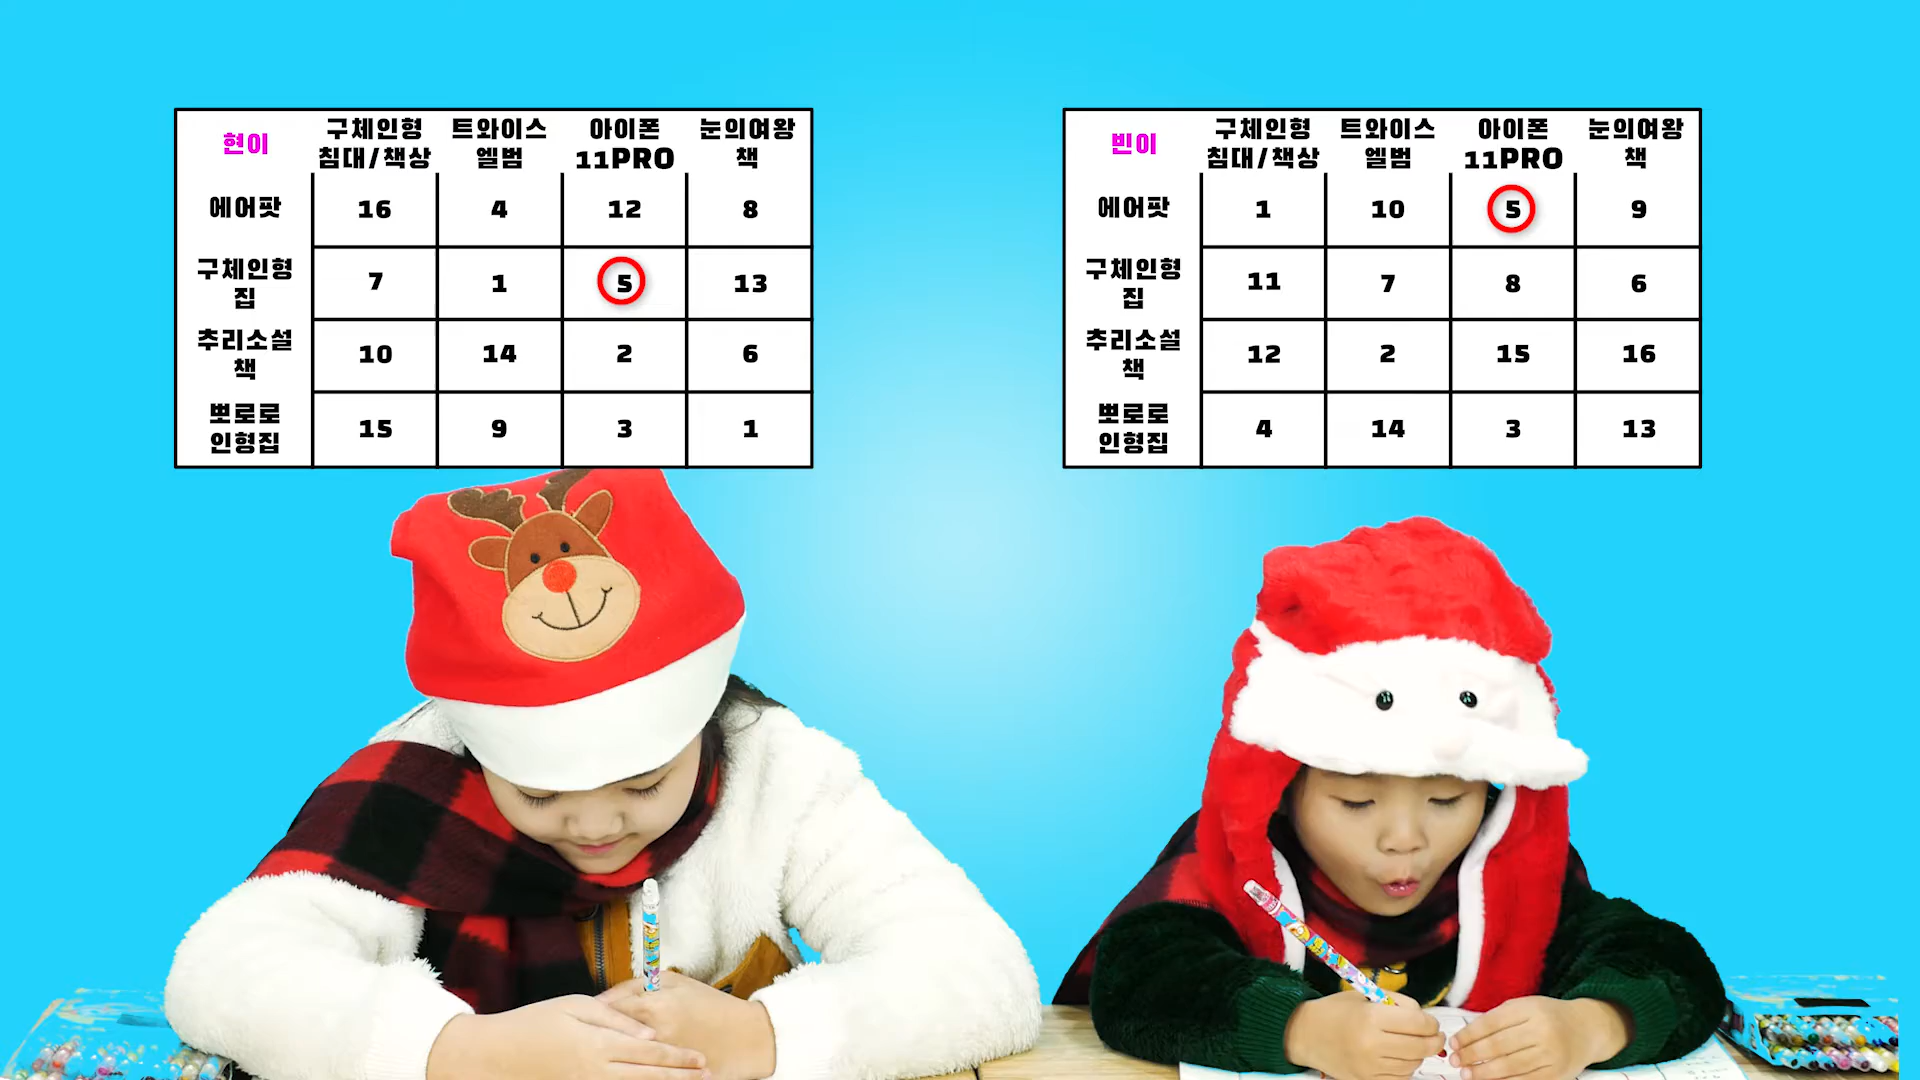 현이 구체인형 침대/책상 트와이스 엘범 아이폰 11PRO 눈의여왕 책
에어팟 16 4 12 8
구체인형 집 7 1 5 13
추리소설 책 10 14 2 6
뽀로로 인형집 15 9 3 1
빈이 구체인형 침대/책상 트와이스 엘범 아이폰 11PRO 눈의여왕 책
에어팟 1 10 5 9
구체인형 집 11 7 8 6
추리소설 책 12 2 15 16
뽀로로 인형집 4 14 3 13